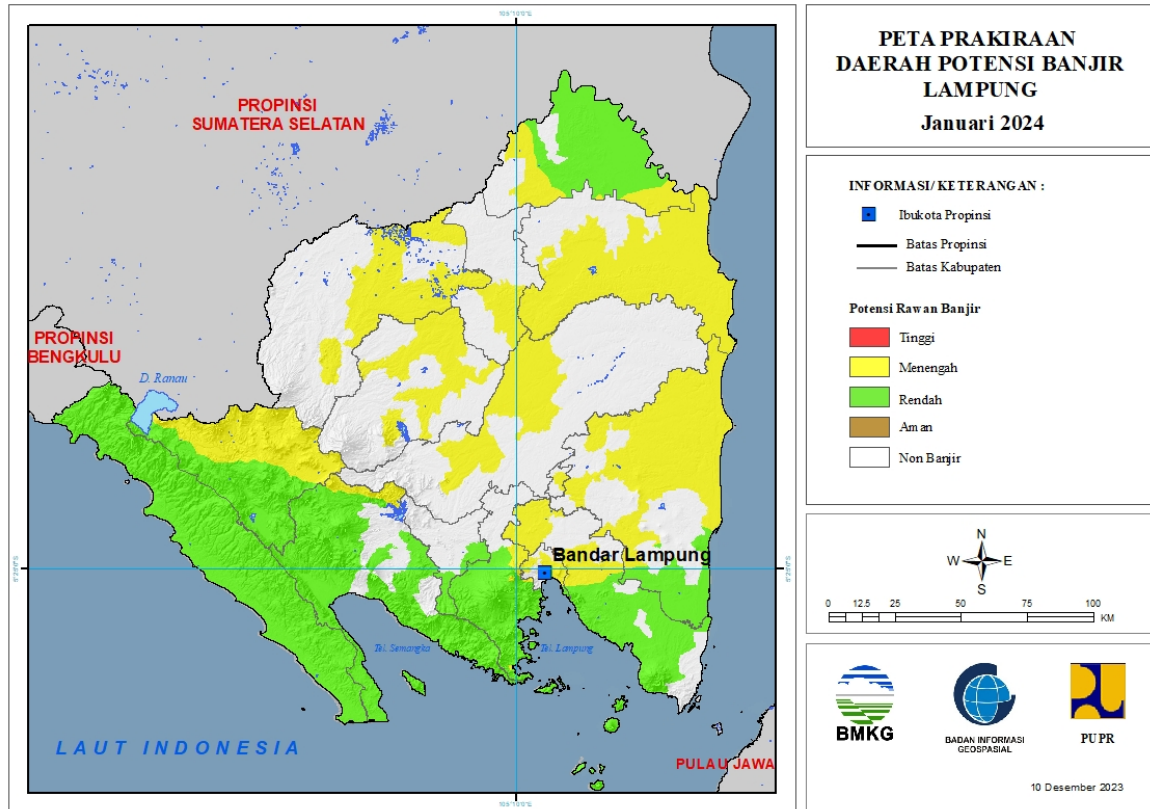 PROPINSI
SUMATERA SELATAN
PROPINSI
BENGKULU
D. Ranau
Bandar Lampung
Tel. Semangka
Tel. Lampung
LAUT INDONESIA
PULAU JAWA
PETA PRAKIRAAN
DAERAH POTENSI BANJIR
LAMPUNG
Januari 2024
INFORMASI/ KETERANGAN :
Ibukota Propinsi
Batas Propinsi
Batas Kabupaten
Potensi Rawan Banjir
Tinggi
Menengah
Rendah
Aman
Non Banjir
N
W E
S
0 12.5 25 50 75 100
KM
BMKG
BADAN INFORMASI
GEOSPASIAL
PUPR
10 Desember 2023